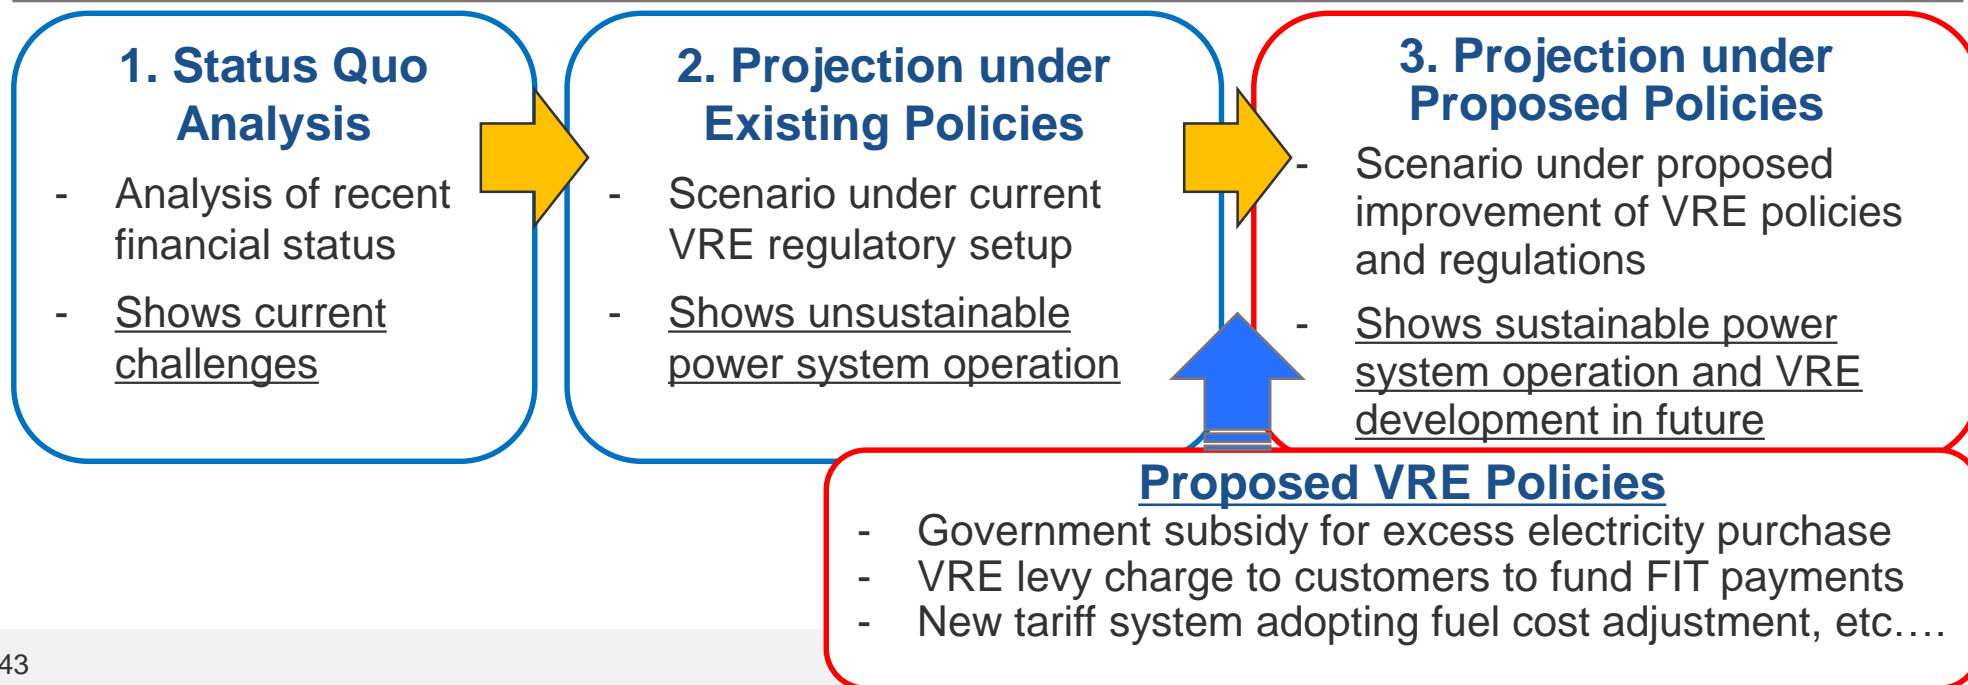 1. Status Quo
Analysis
- Analysis of recent
financial status
- Shows current
challenges
2. Projection under
Existing Policies
- Scenario under current
VRE regulatory setup
- Shows unsustainable
power system operation
3. Projection under
Proposed Policies
- Scenario under proposed
improvement of VRE policies
and regulations
- Shows sustainable power
system operation and VRE
development in future
Proposed VRE Policies
- Government subsidy for excess electricity purchase
- VRE levy charge to customers to fund FIT payments
- New tariff system adopting fuel cost adjustment, etc.…
43